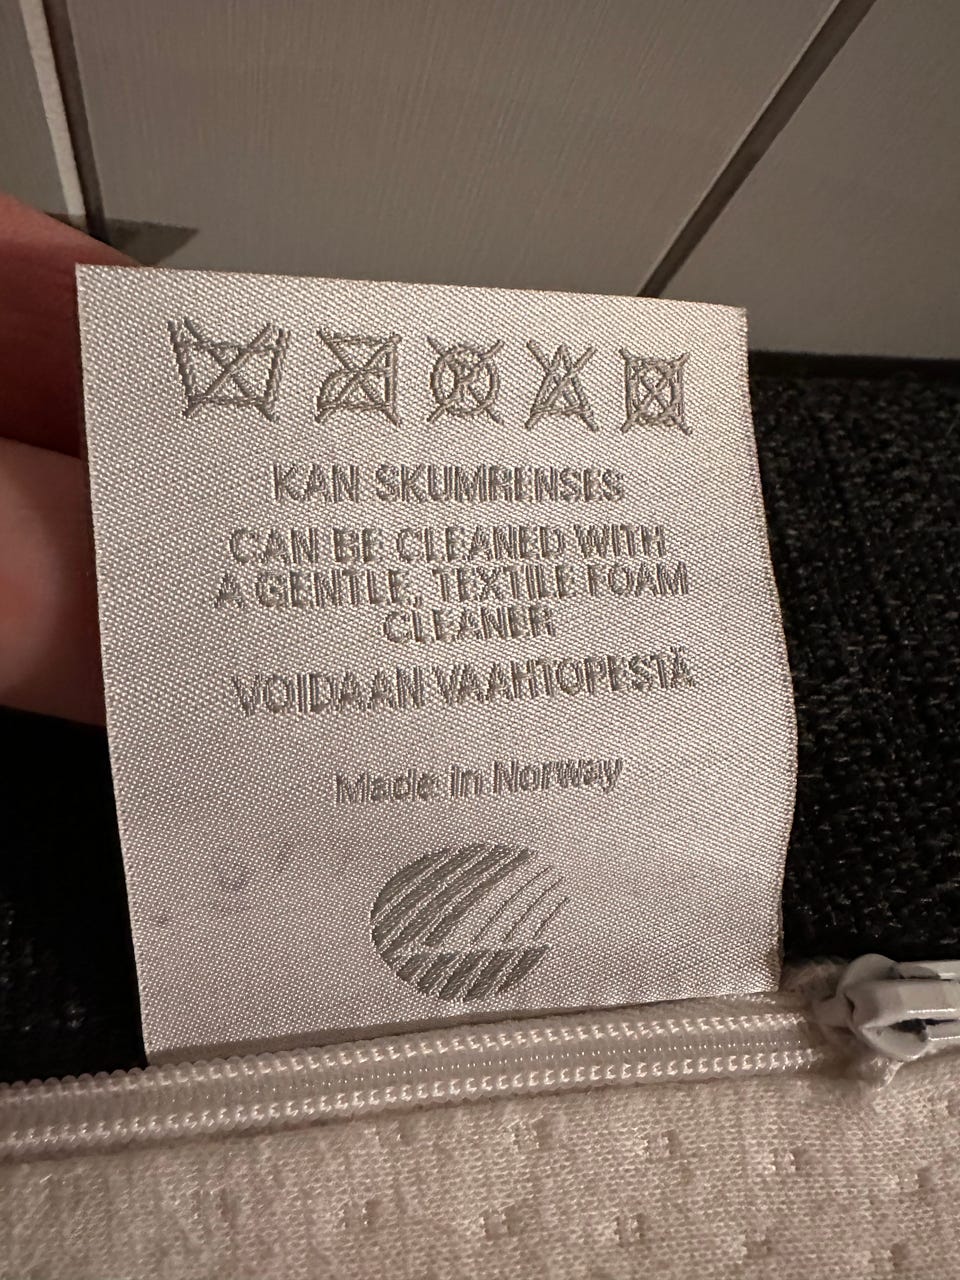 KAN SKUMRENSES
CAN BE CLEANED WITH
A GENTLE, TEXTILE FOAM
CLEANER
VOIDAAN VAAHTOPESTÄ
Made in Norway